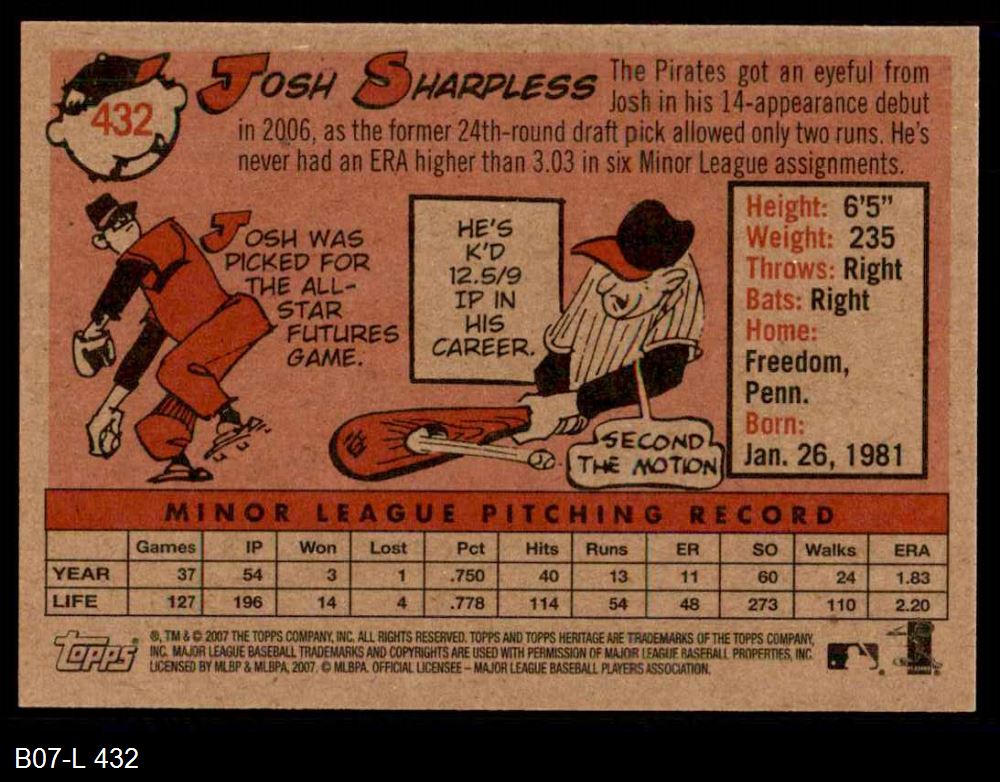 432
JOSH SHARPLESS
The Pirates got an eyeful from
Josh in his 14-appearance debut
in 2006, as the former 24th-round draft pick allowed only two runs. He's
never had an ERA higher than 3.03 in six Minor League assignments.
JOSH WAS
PICKED FOR
THE ALL-
STAR
FUTURES
GAME.
HE'S
K'D
12.5/9
IP IN
HIS
CAREER.
SECOND
THE MOTION
Height: 6'5"
Weight: 235
Throws: Right
Bats: Right
Home:
Freedom,
Penn.
Born:
Jan. 26, 1981
MINOR LEAGUE PITCHING RECORD
Games IP Won Lost Pct Hits Runs ER SO Walks ERA
YEAR 37 54 3 1 .750 40 13 11 60 24 1.83
LIFE 127 196 14 4 .778 114 54 48 273 110 2.20
Topps
®, TM & © 2007 THE TOPPS COMPANY, INC. ALL RIGHTS RESERVED. TOPPS AND TOPPS HERITAGE ARE TRADEMARKS OF THE TOPPS COMPANY,
INC. MAJOR LEAGUE BASEBALL TRADEMARKS AND COPYRIGHTS ARE USED WITH PERMISSION OF MAJOR LEAGUE BASEBALL PROPERTIES, INC.
LICENSED BY MLBP & MLBPA, 2007. © MLBPA. OFFICIAL LICENSEE – MAJOR LEAGUE BASEBALL PLAYERS ASSOCIATION.
B07-L 432